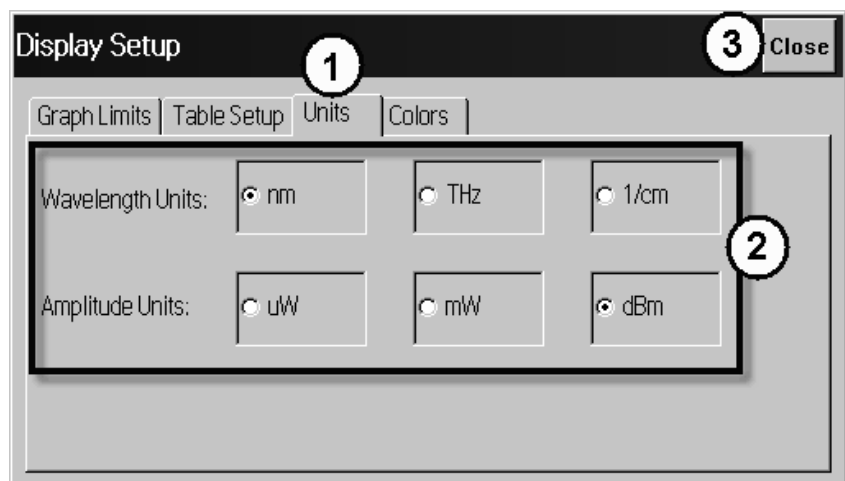 Display Setup
1
3
Close
Graph Limits
Table Setup
Units
Colors
Wavelength Units:
nm
THz
1/cm
2
Amplitude Units:
uW
mW
dBm